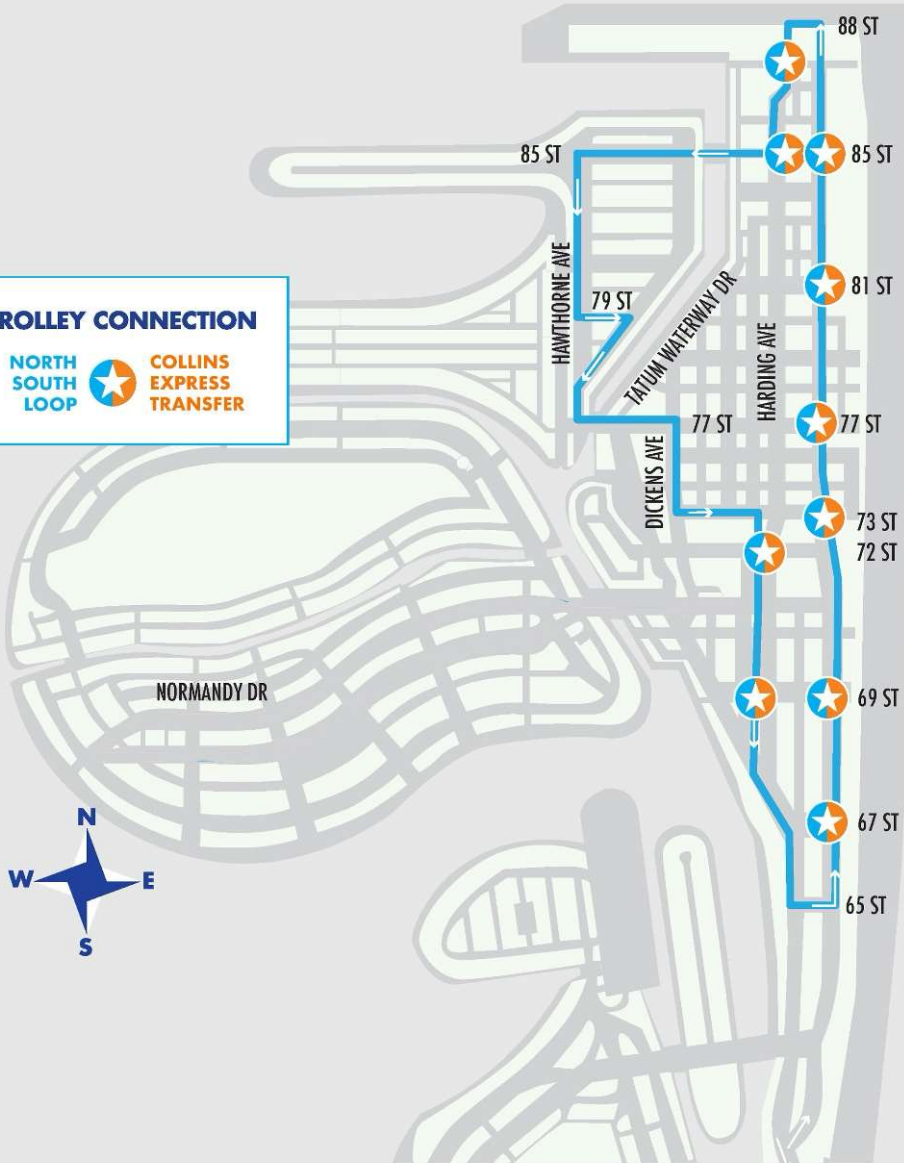 88 ST
85 ST
85 ST
HAWTHORNE AVE
81 ST
ROLLEY CONNECTION
NORTH
SOUTH
LOOP
COLLINS
EXPRESS
TRANSFER
79 ST
TATUM WATERWAY DR
HARDING AVE
77 ST
77 ST
DICKENS AVE
73 ST
72 ST
NORMANDY DR
69 ST
67 ST
N
W
E
S
65 ST